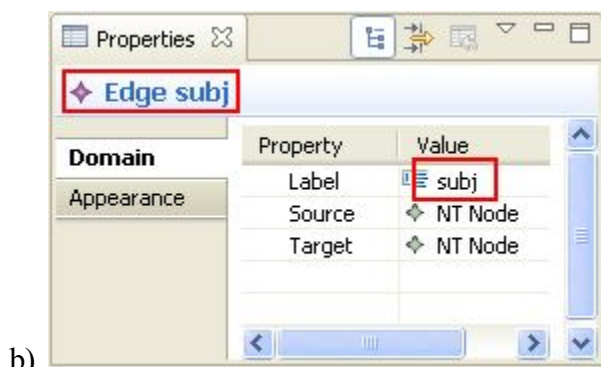 Properties
Edge subj
Domain
Appearance
Property Value
Label subj
Source NT Node
Target NT Node
b)